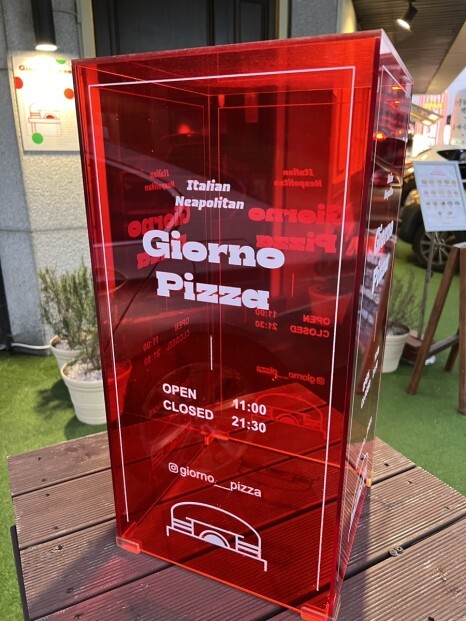 Italian
Neapolitan
Giorno
Pizza
OPEN 11:00
CLOSED 21:30
giorno__pizza